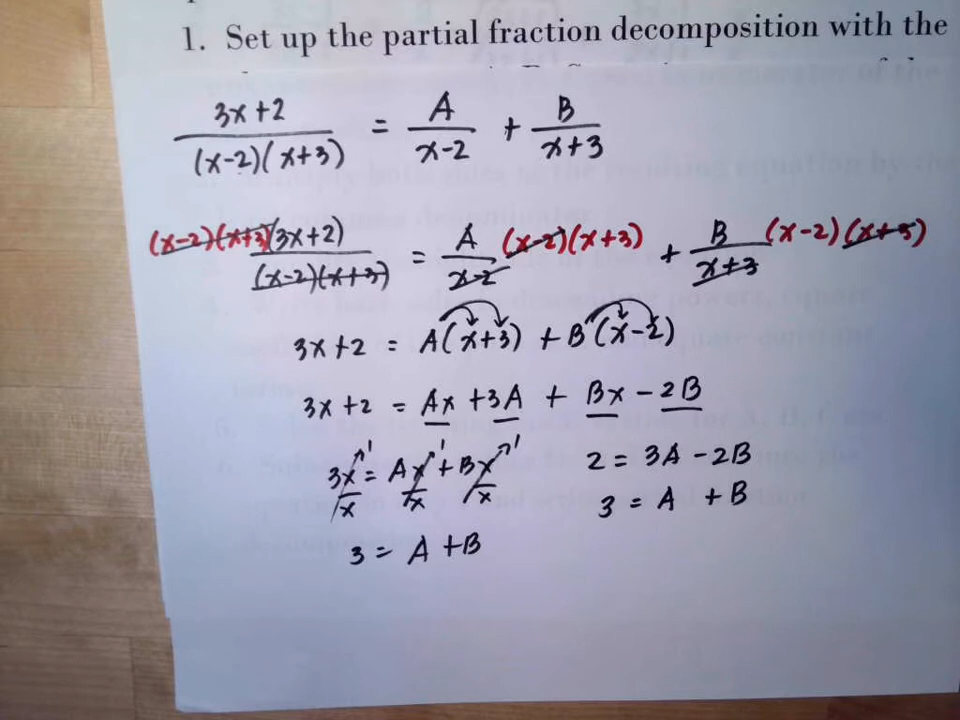 1. Set up the partial fraction decomposition with the
3x+2 / (x-2)(x+3) = A / x-2 + B / x+3
(x-2)(x+3)(3x+2) / (x-2)(x+3) = A / x-2 (x-2)(x+3) + B / x+3 (x-2)(x+3)
3x+2 = A(x+3) + B(x-2)
3x+2 = Ax+3A + Bx-2B
3x/x = Ax/x + Bx/x
2 = 3A -2B
3 = A + B
3 = A + B